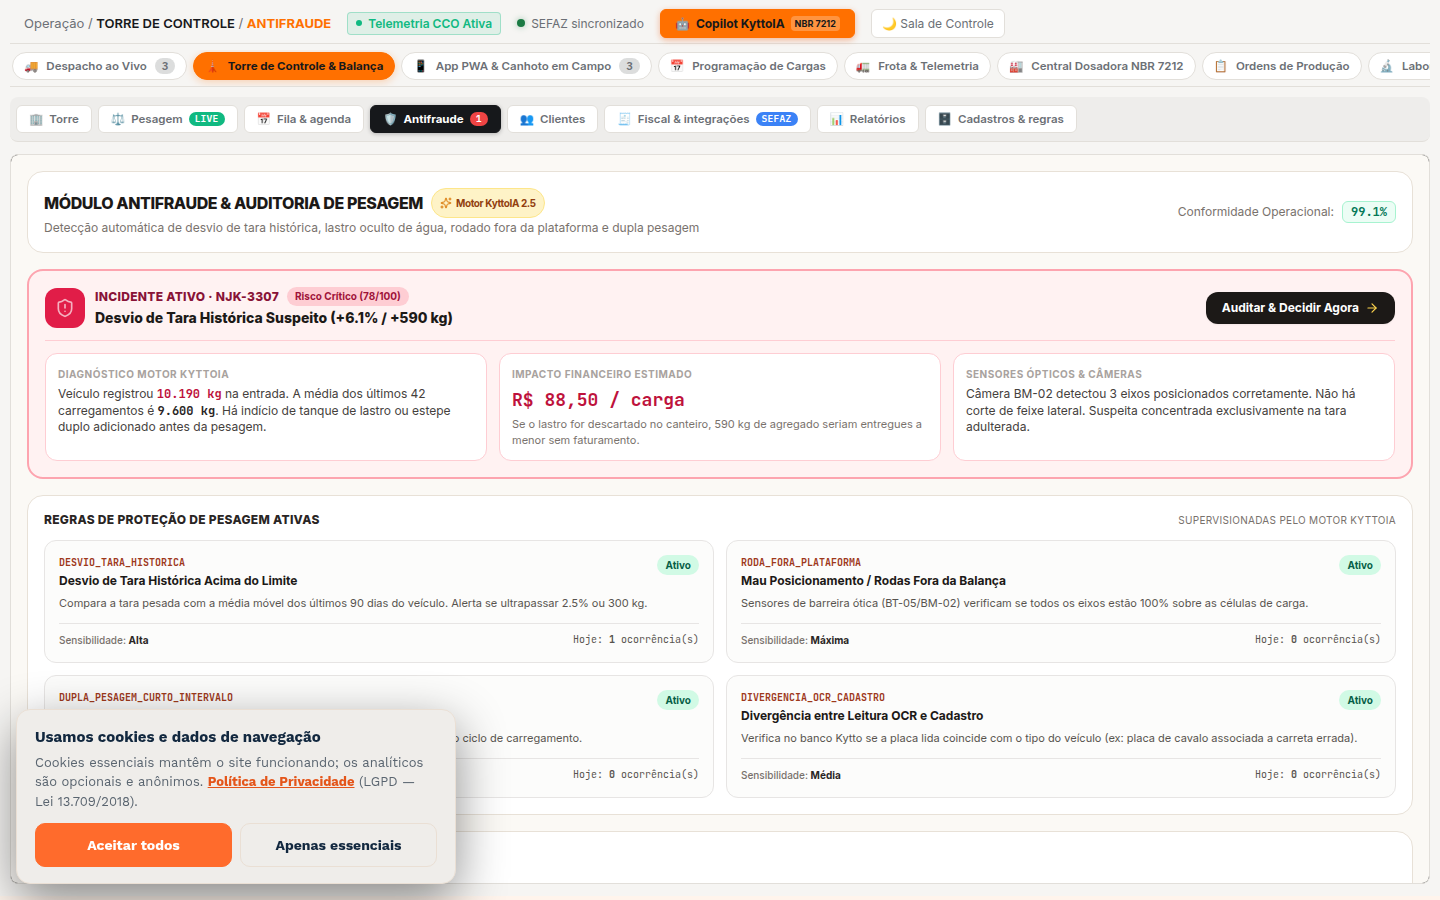 Operação / TORRE DE CONTROLE / ANTIFRAUDE
Telemetria CCO Ativa
SEFAZ sincronizado
Copilot KyttoIA NBR 7212
Sala de Controle
Despacho ao Vivo 3
Torre de Controle & Balança
App PWA & Canhoto em Campo 3
Programação de Cargas
Frota & Telemetria
Central Dosadora NBR 7212
Ordens de Produção
Labo
Torre
Pesagem LIVE
Fila & agenda
Antifraude 1
Clientes
Fiscal & integrações SEFAZ
Relatórios
Cadastros & regras
MÓDULO ANTIFRAUDE & AUDITORIA DE PESAGEM
Motor KyttoIA 2.5
Detecção automática de desvio de tara histórica, lastro oculto de água, rodado fora da plataforma e dupla pesagem
Conformidade Operacional: 99.1%
INCIDENTE ATIVO · NJK-3307 Risco Crítico (78/100)
Desvio de Tara Histórica Suspeito (+6.1% / +590 kg)
Auditar & Decidir Agora →
DIAGNÓSTICO MOTOR KYTTOIA
Veículo registrou 10.190 kg na entrada. A média dos últimos 42
carregamentos é 9.600 kg. Há indício de tanque de lastro ou estepe
duplo adicionado antes da pesagem.
IMPACTO FINANCEIRO ESTIMADO
R$ 88,50 / carga
Se o lastro for descartado no canteiro, 590 kg de agregado seriam entregues a
menor sem faturamento.
SENSORES ÓPTICOS & CÂMERAS
Câmera BM-02 detectou 3 eixos posicionados corretamente. Não há
corte de feixe lateral. Suspeita concentrada exclusivamente na tara
adulterada.
REGRAS DE PROTEÇÃO DE PESAGEM ATIVAS
SUPERVISIONADAS PELO MOTOR KYTTOIA
DESVIO_TARA_HISTORICA
Ativo
Desvio de Tara Histórica Acima do Limite
Compara a tara pesada com a média móvel dos últimos 90 dias do veículo. Alerta se ultrapassar 2.5% ou 300 kg.
Sensibilidade: Alta
Hoje: 1 ocorrência(s)
RODA_FORA_PLATAFORMA
Ativo
Mau Posicionamento / Rodas Fora da Balança
Sensores de barreira ótica (BT-05/BM-02) verificam se todos os eixos estão 100% sobre as células de carga.
Sensibilidade: Máxima
Hoje: 0 ocorrência(s)
DUPLA_PESAGEM_CURTO_INTERVALO
Ativo
o ciclo de carregamento.
Hoje: 0 ocorrência(s)
DIVERGENCIA_OCR_CADASTRO
Ativo
Divergência entre Leitura OCR e Cadastro
Verifica no banco Kytto se a placa lida coincide com o tipo do veículo (ex: placa de cavalo associada a carreta errada).
Sensibilidade: Média
Hoje: 0 ocorrência(s)
Usamos cookies e dados de navegação
Cookies essenciais mantêm o site funcionando; os analíticos
são opcionais e anônimos. Política de Privacidade (LGPD —
Lei 13.709/2018).
Aceitar todos
Apenas essenciais